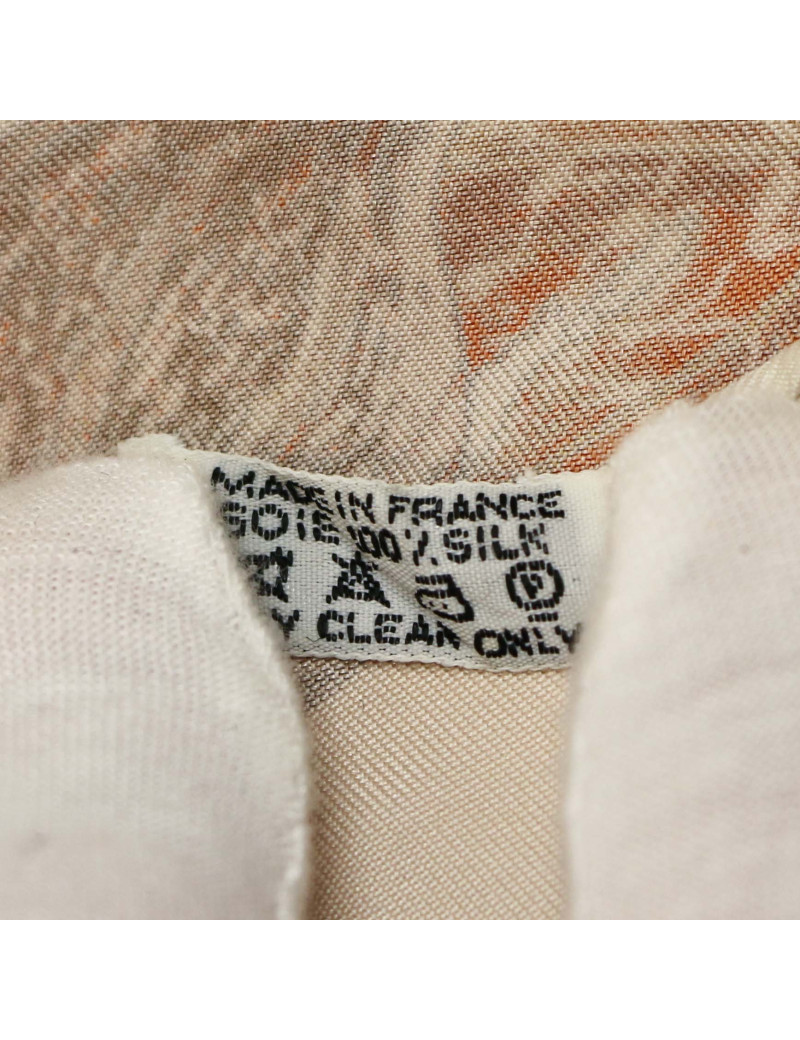 MADE IN FRANCE
SOIE 100% SILK
P
Y CLEAN ONLY